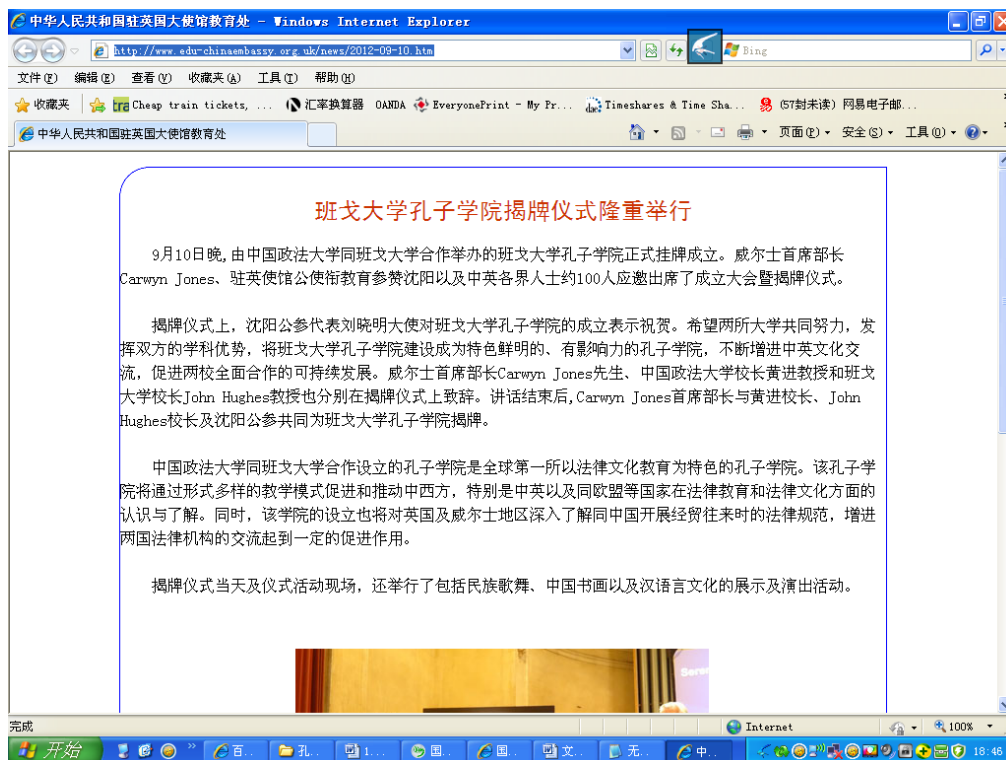 中华人民共和国驻英国大使馆教育处 - Windows Internet Explorer
http://www.edu-chinaembassy.org.uk/news/2012-09-10.htm
Bing
文件(F) 编辑(E) 查看(V) 收藏夹(A) 工具(T) 帮助(H)
收藏夹 tra Cheap train tickets, ... 汇率换算器 OANDA EveryonePrint - My Pr... Timeshares & Time Sha... (57封未读) 网易电子邮...
中华人民共和国驻英国大使馆教育处 页面(P) 安全(S) 工具(O)
班戈大学孔子学院揭牌仪式隆重举行
9月10日晚,由中国政法大学同班戈大学合作举办的班戈大学孔子学院正式挂牌成立。威尔士首席部长
Carwyn Jones、驻英使馆公使衔教育参赞沈阳以及中英各界人士约100人应邀出席了成立大会暨揭牌仪式。
揭牌仪式上，沈阳公参代表刘晓明大使对班戈大学孔子学院的成立表示祝贺。希望两所大学共同努力，发
挥双方的学科优势，将班戈大学孔子学院建设成为特色鲜明的、有影响力的孔子学院，不断增进中英文化交
流，促进两校全面合作的可持续发展。威尔士首席部长Carwyn Jones先生、中国政法大学校长黄进教授和班戈
大学校长John Hughes教授也分别在揭牌仪式上致辞。讲话结束后,Carwyn Jones首席部长与黄进校长、John
Hughes校长及沈阳公参共同为班戈大学孔子学院揭牌。
中国政法大学同班戈大学合作设立的孔子学院是全球第一所以法律文化教育为特色的孔子学院。该孔子学
院将通过形式多样的教学模式促进和推动中西方，特别是中英以及同欧盟等国家在法律教育和法律文化方面的
认识与了解。同时，该学院的设立也将对英国及威尔士地区深入了解同中国开展经贸往来时的法律规范，增进
两国法律机构的交流起到一定的促进作用。
揭牌仪式当天及仪式活动现场，还举行了包括民族歌舞、中国书画以及汉语言文化的展示及演出活动。
完成 Internet 100%
开始 百.. 孔.. 1... 国.. 国.. 文.. 无.. 中.. 18:46